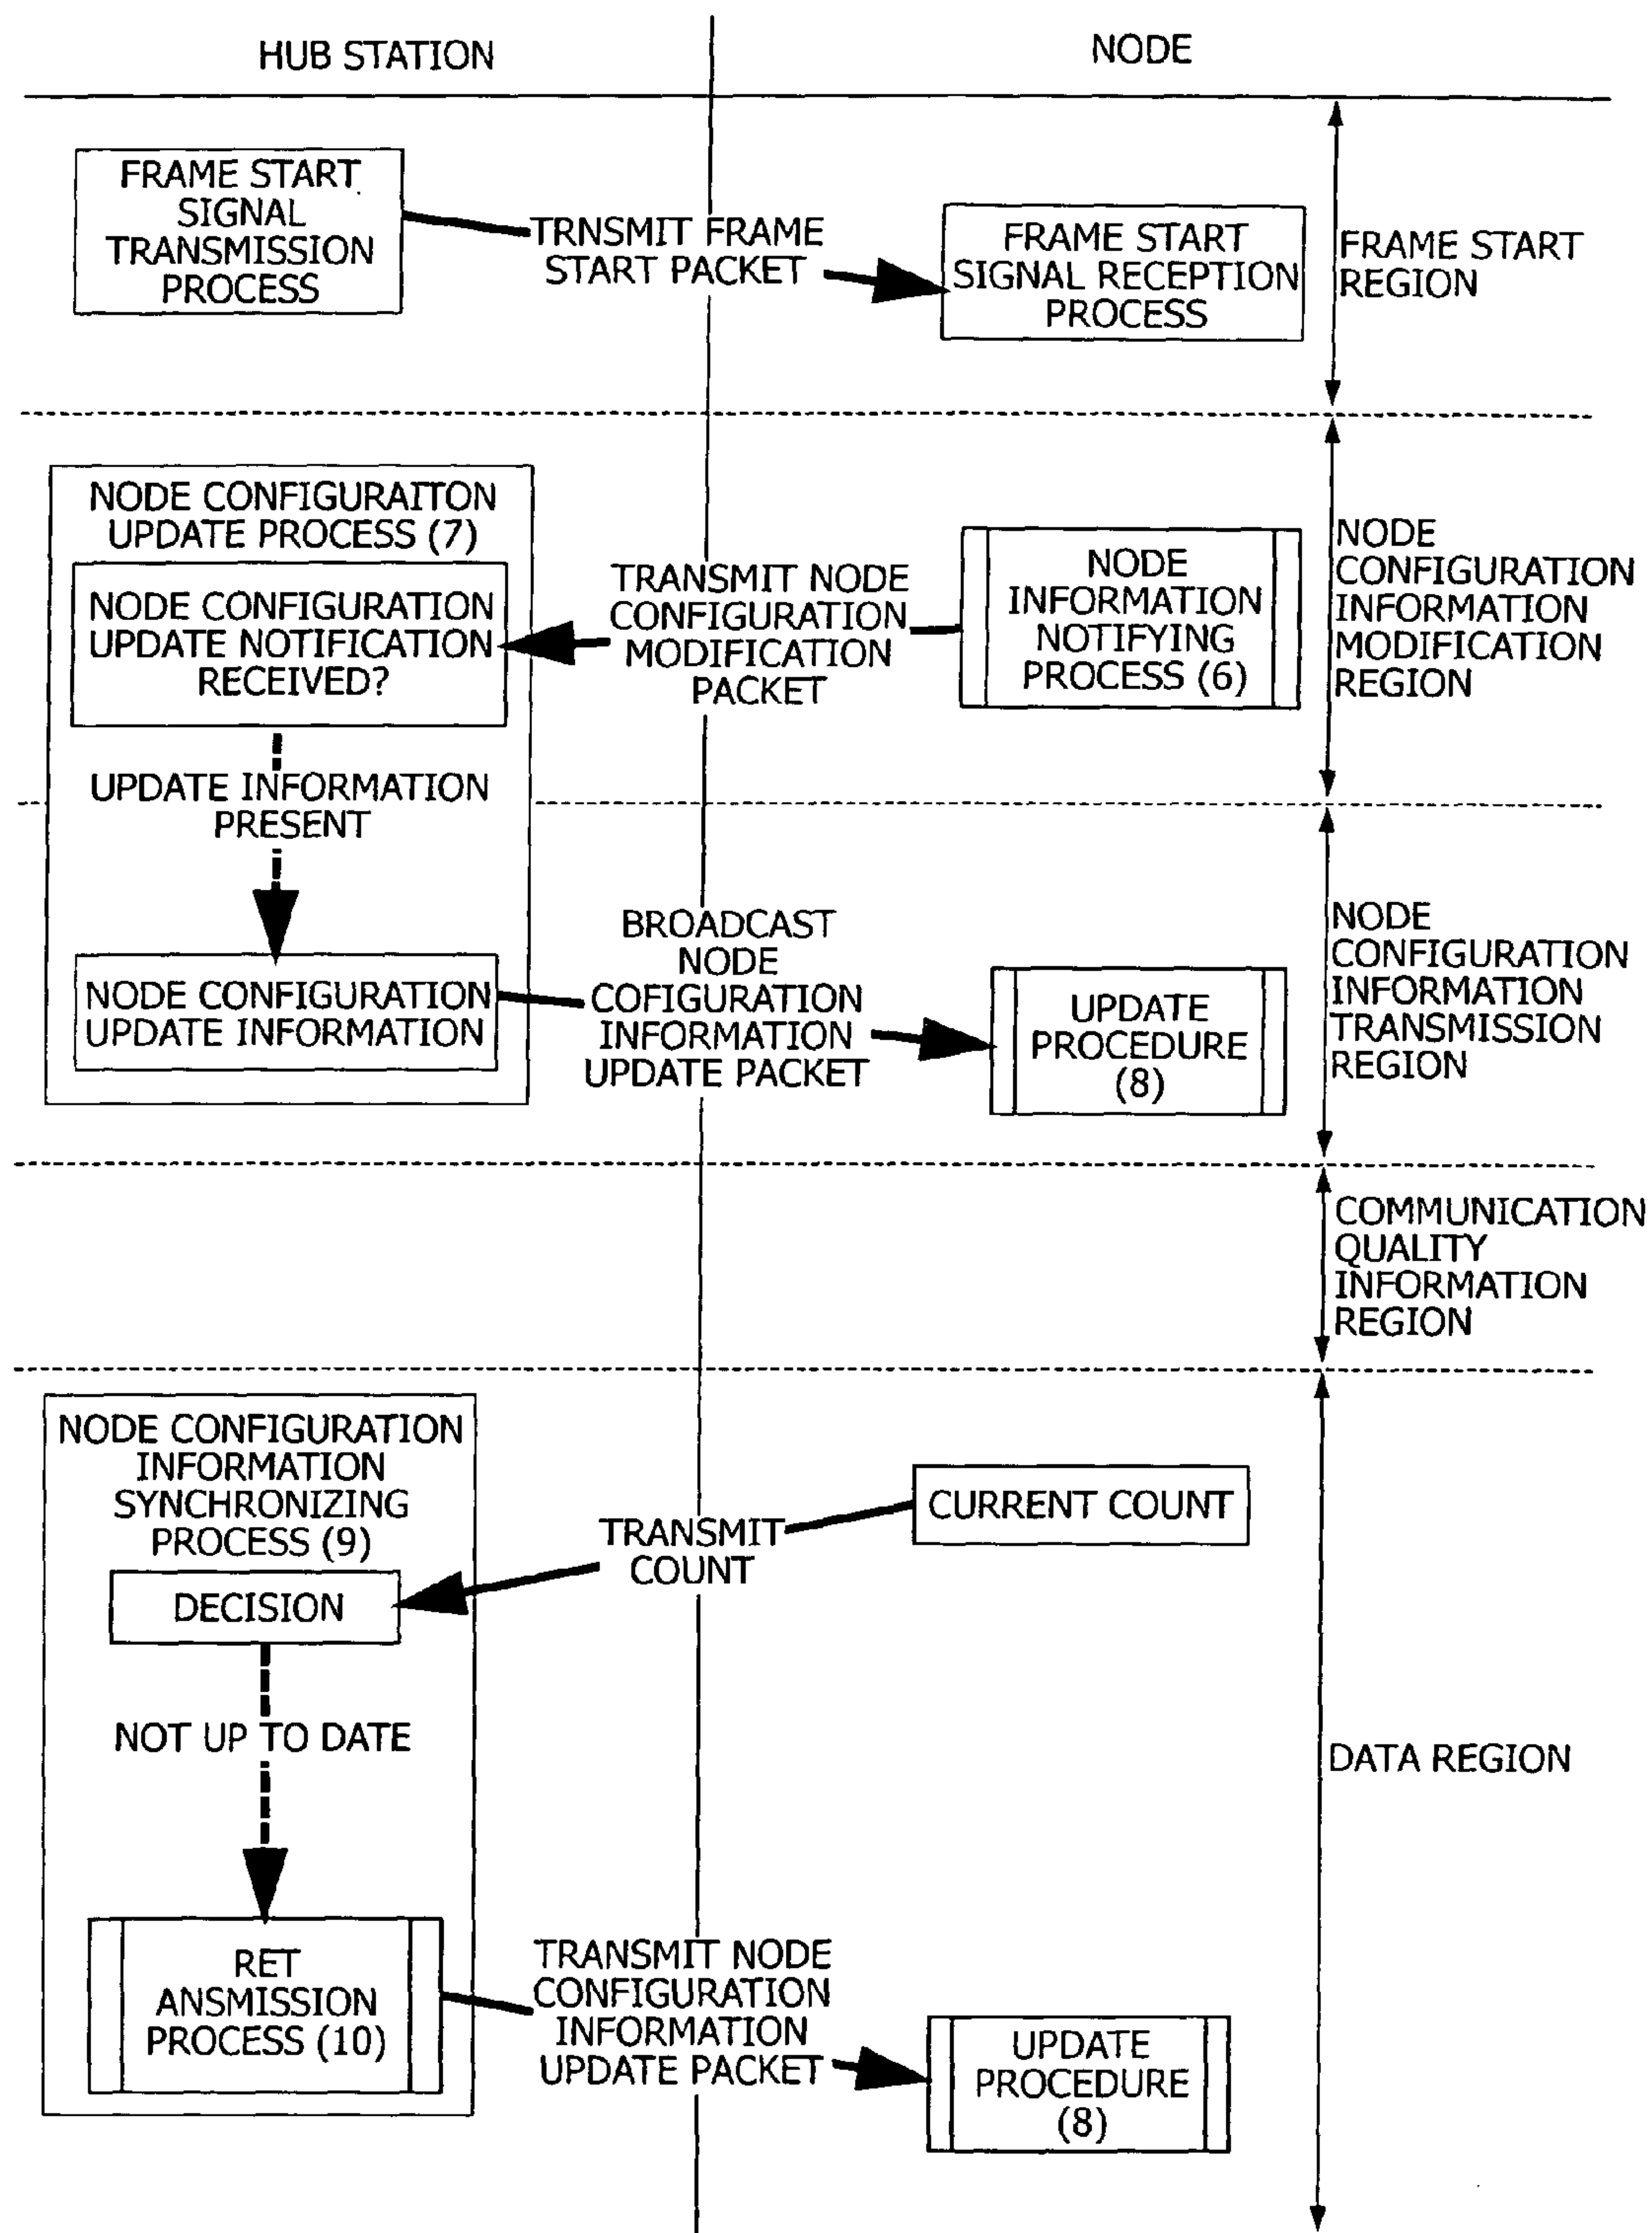 HUB STATION
NODE
FRAME START
SIGNAL
TRANSMISSION
PROCESS
TRNSMIT FRAME
START PACKET
FRAME START
SIGNAL RECEPTION
PROCESS
FRAME START
REGION
NODE CONFIGURAITON
UPDATE PROCESS (7)
NODE CONFIGURATION
UPDATE NOTIFICATION
RECEIVED?
TRANSMIT NODE
CONFIGURATION
MODIFICATION
PACKET
NODE
INFORMATION
NOTIFYING
PROCESS (6)
NODE
CONFIGURATION
INFORMATION
MODIFICATION
REGION
UPDATE INFORMATION
PRESENT
NODE CONFIGURATION
UPDATE INFORMATION
BROADCAST
NODE
COFIGURATION
INFORMATION
UPDATE PACKET
UPDATE
PROCEDURE
(8)
NODE
CONFIGURATION
INFORMATION
TRANSMISSION
REGION
COMMUNICATION
QUALITY
INFORMATION
REGION
NODE CONFIGURATION
INFORMATION
SYNCHRONIZING
PROCESS (9)
CURRENT COUNT
TRANSMIT
COUNT
DECISION
NOT UP TO DATE
DATA REGION
RET
ANSMISSION
PROCESS (10)
TRANSMIT NODE
CONFIGURATION
INFORMATION
UPDATE PACKET
UPDATE
PROCEDURE
(8)